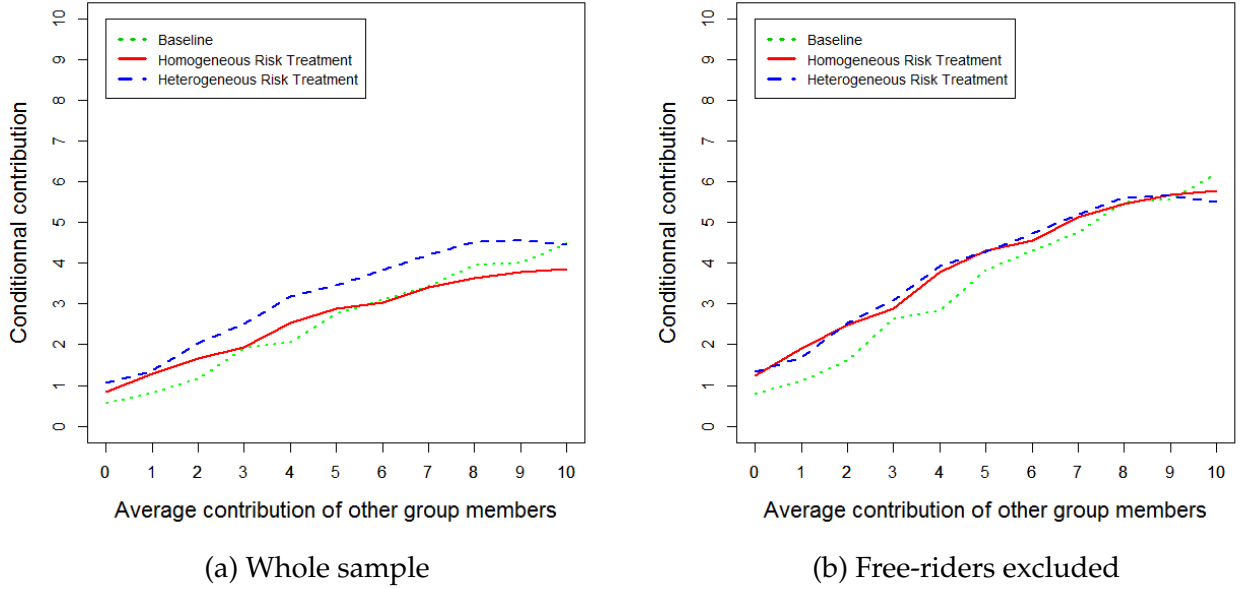 Baseline
Homogeneous Risk Treatment
Heterogeneous Risk Treatment
Conditionnal contribution
0 1 2 3 4 5 6 7 8 9 10
0 1 2 3 4 5 6 7 8 9 10
Average contribution of other group members
(a) Whole sample
Baseline
Homogeneous Risk Treatment
Heterogeneous Risk Treatment
Conditionnal contribution
0 1 2 3 4 5 6 7 8 9 10
0 1 2 3 4 5 6 7 8 9 10
Average contribution of other group members
(b) Free-riders excluded